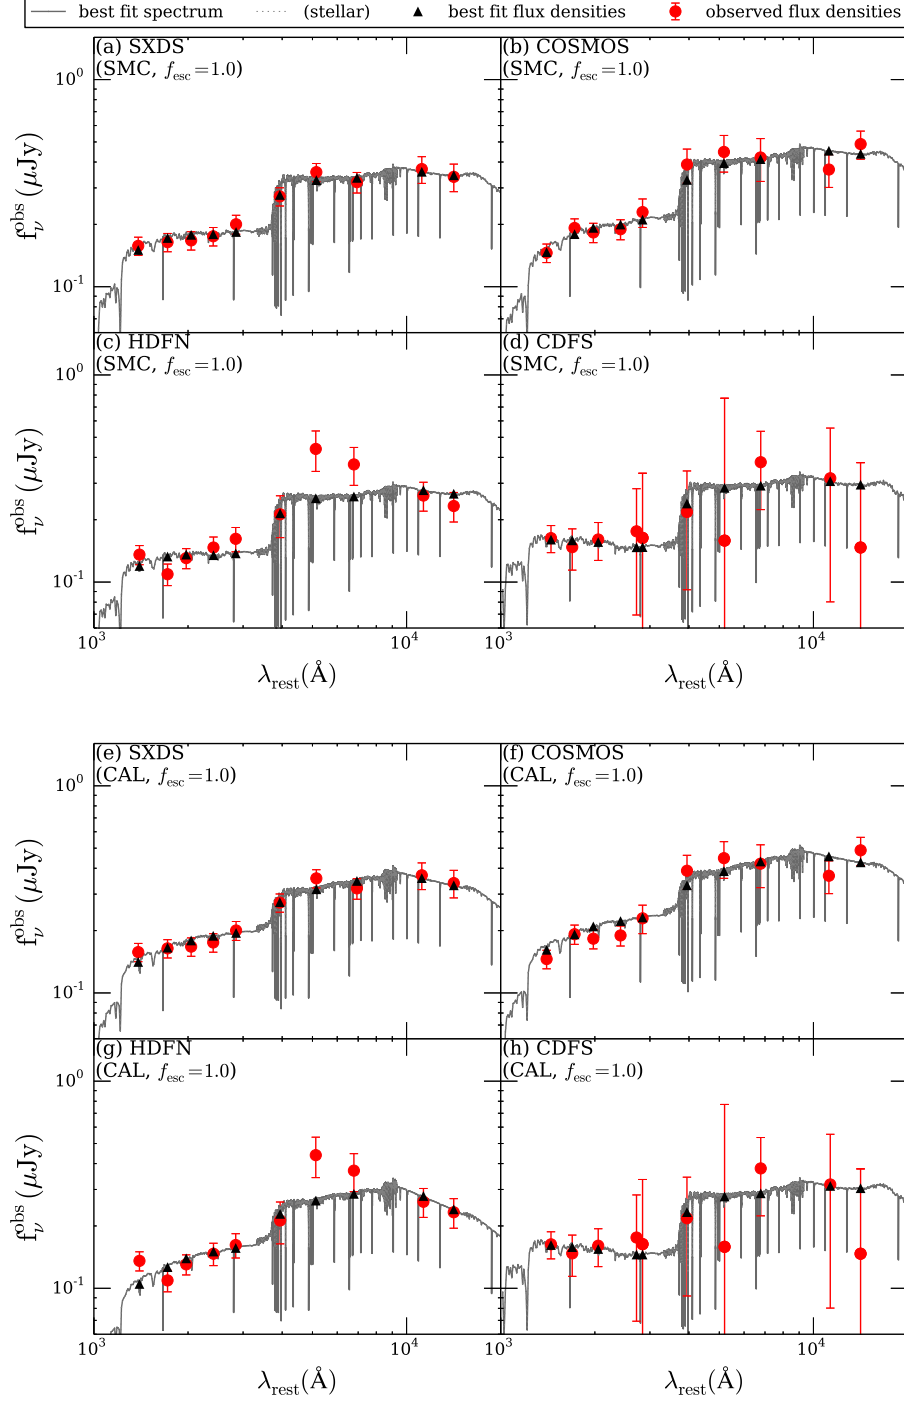 best fit spectrum (stellar) best fit flux densities observed flux densities
(a) SXDS
(SMC, f_esc=1.0)
(b) COSMOS
(SMC, f_esc=1.0)
10^0
f_ν^obs (μJy)
10^-1
(c) HDFN
(SMC, f_esc=1.0)
(d) CDFS
(SMC, f_esc=1.0)
10^0
f_ν^obs (μJy)
10^-1
10^3 10^4 10^3 10^4
λ_rest(Å) λ_rest(Å)
(e) SXDS
(CAL, f_esc=1.0)
(f) COSMOS
(CAL, f_esc=1.0)
10^0
f_ν^obs (μJy)
10^-1
(g) HDFN
(CAL, f_esc=1.0)
(h) CDFS
(CAL, f_esc=1.0)
10^0
f_ν^obs (μJy)
10^-1
10^3 10^4 10^3 10^4
λ_rest(Å) λ_rest(Å)